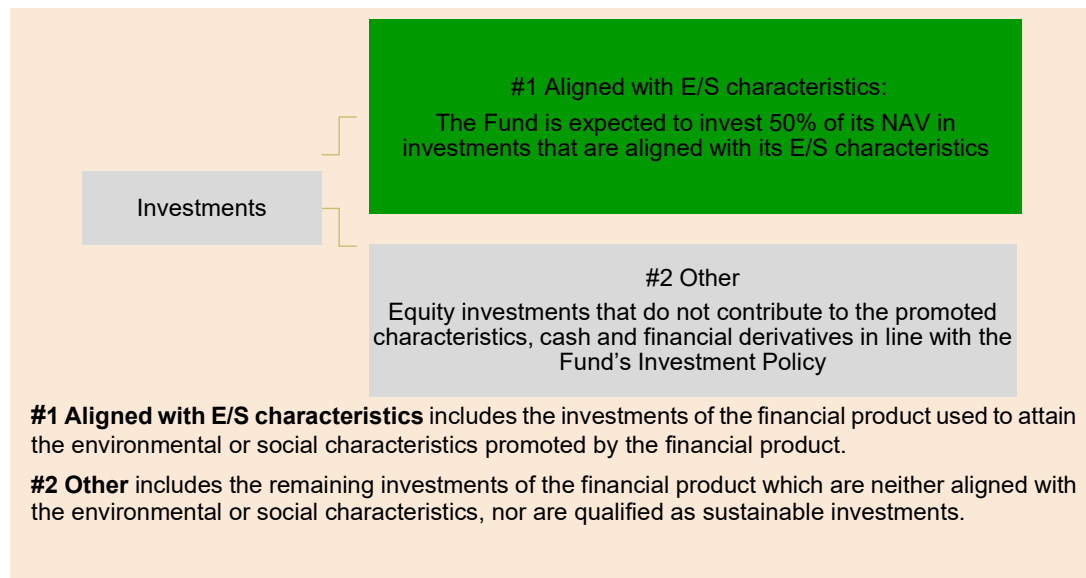 #1 Aligned with E/S characteristics:
The Fund is expected to invest 50% of its NAV in
investments that are aligned with its E/S characteristics
Investments
#2 Other
Equity investments that do not contribute to the promoted
characteristics, cash and financial derivatives in line with the
Fund's Investment Policy
#1 Aligned with E/S characteristics includes the investments of the financial product used to attain
the environmental or social characteristics promoted by the financial product.
#2 Other includes the remaining investments of the financial product which are neither aligned with
the environmental or social characteristics, nor are qualified as sustainable investments.